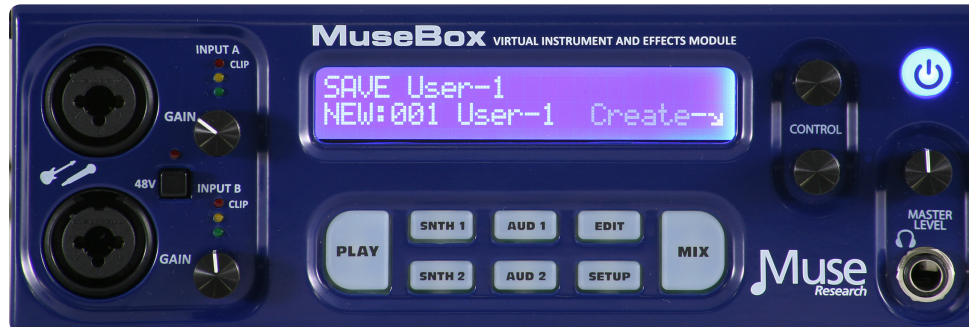 INPUT A
CLIP
GAIN
48V
INPUT B
CLIP
GAIN
MuseBox VIRTUAL INSTRUMENT AND EFFECTS MODULE
SAVE User-1
NEW:001 User-1 Create
PLAY
SNTH 1
AUD 1
EDIT
MIX
SNTH 2
AUD 2
SETUP
CONTROL
MASTER
LEVEL
Muse
Research